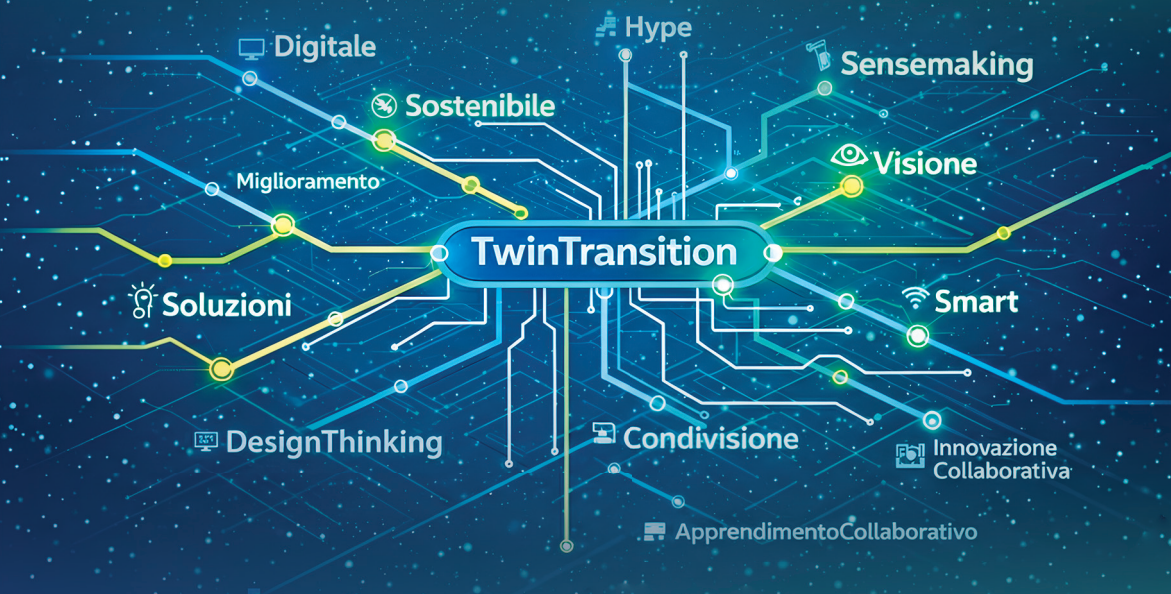 Hype
Digitale
Sensemaking
Sostenibile
Visione
Miglioramento
TwinTransition
Soluzioni
Smart
DesignThinking
Condivisione
Innovazione
Collaborativa
ApprendimentoCollaborativo